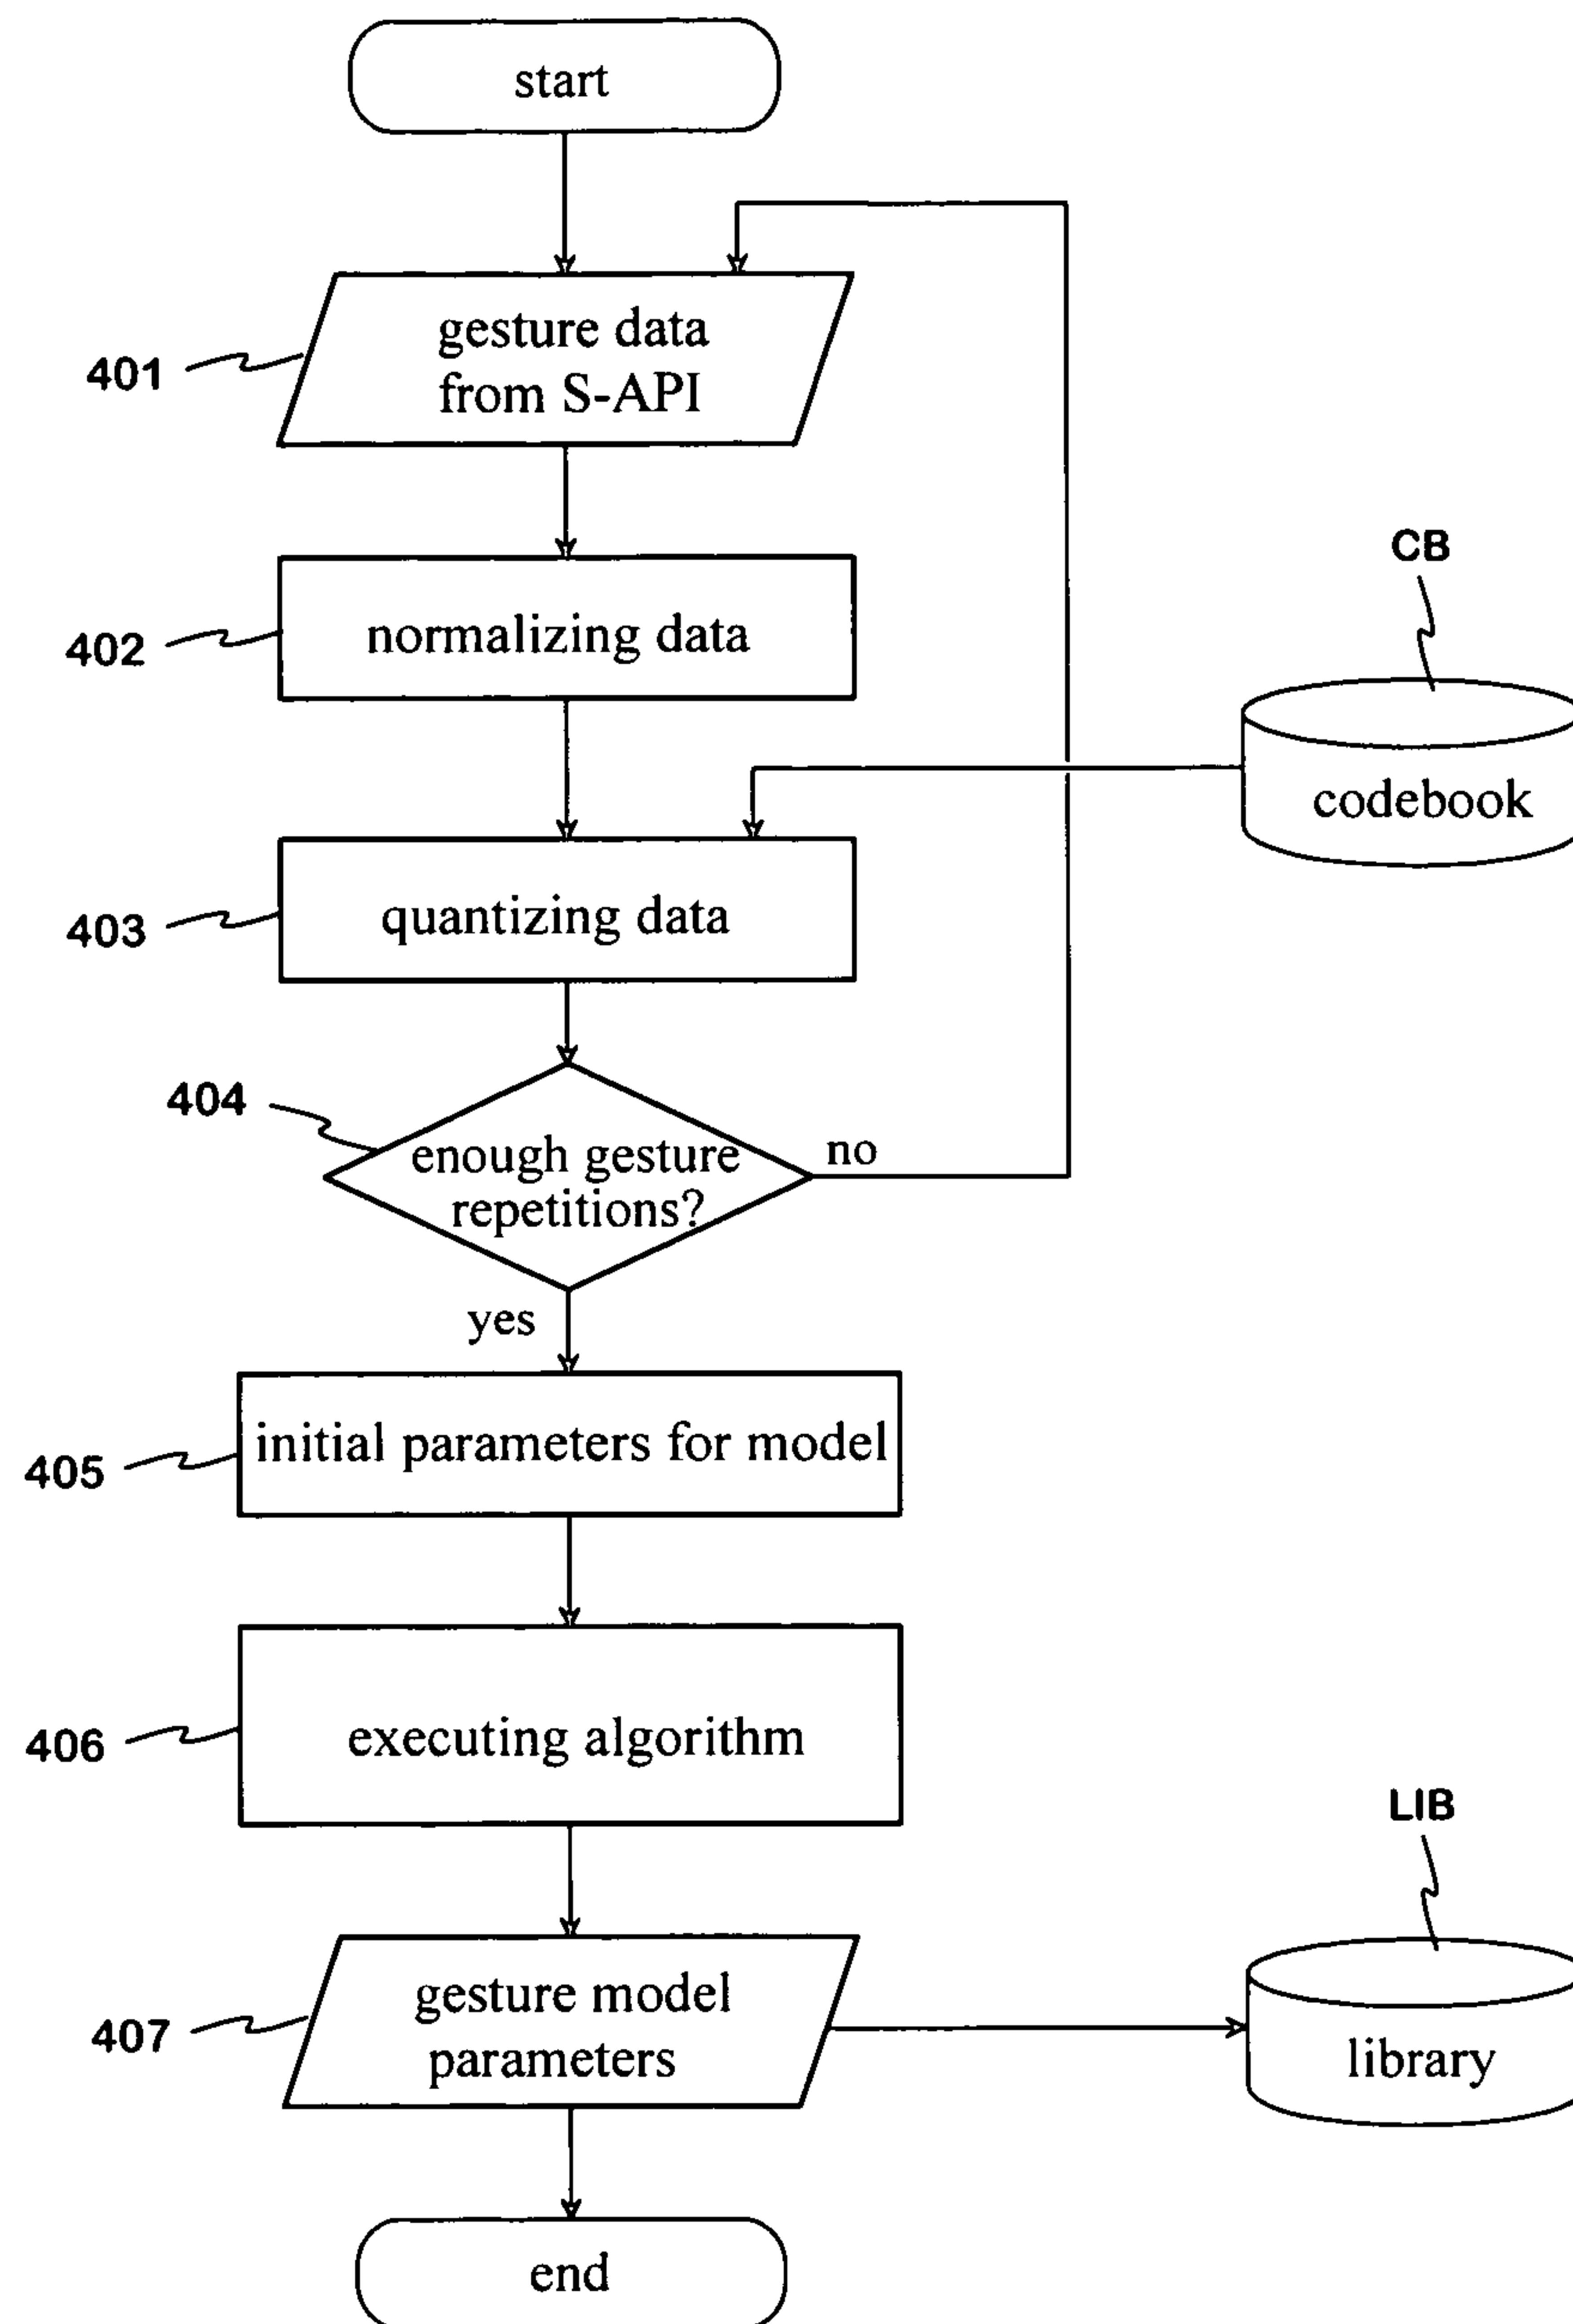 start
gesture data
from S-API
401
CB
normalizing data
402
codebook
quantizing data
403
404
enough gesture
repetitions?
no
yes
initial parameters for model
405
executing algorithm
406
LIB
gesture model
parameters
407
library
end